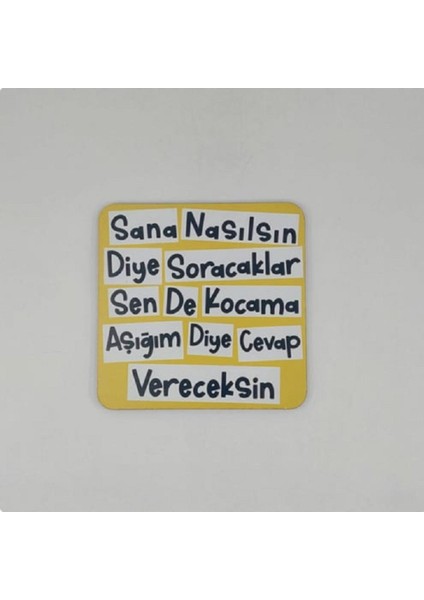 Sana Nasılsın
Diye Soracaklar
Sen De Kocama
Aşığım Diye Cevap
Vereceksin